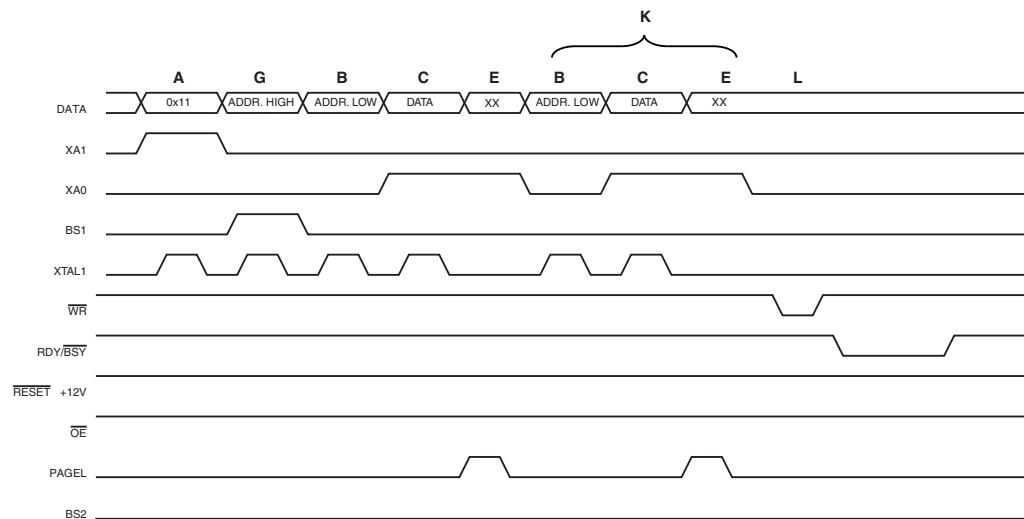 K
A G B C E B C E L
DATA 0x11 ADDR. HIGH ADDR. LOW DATA XX ADDR. LOW DATA XX
XA1
XA0
BS1
XTAL1
WR
RDY/BSY
RESET +12V
OE
PAGEL
BS2